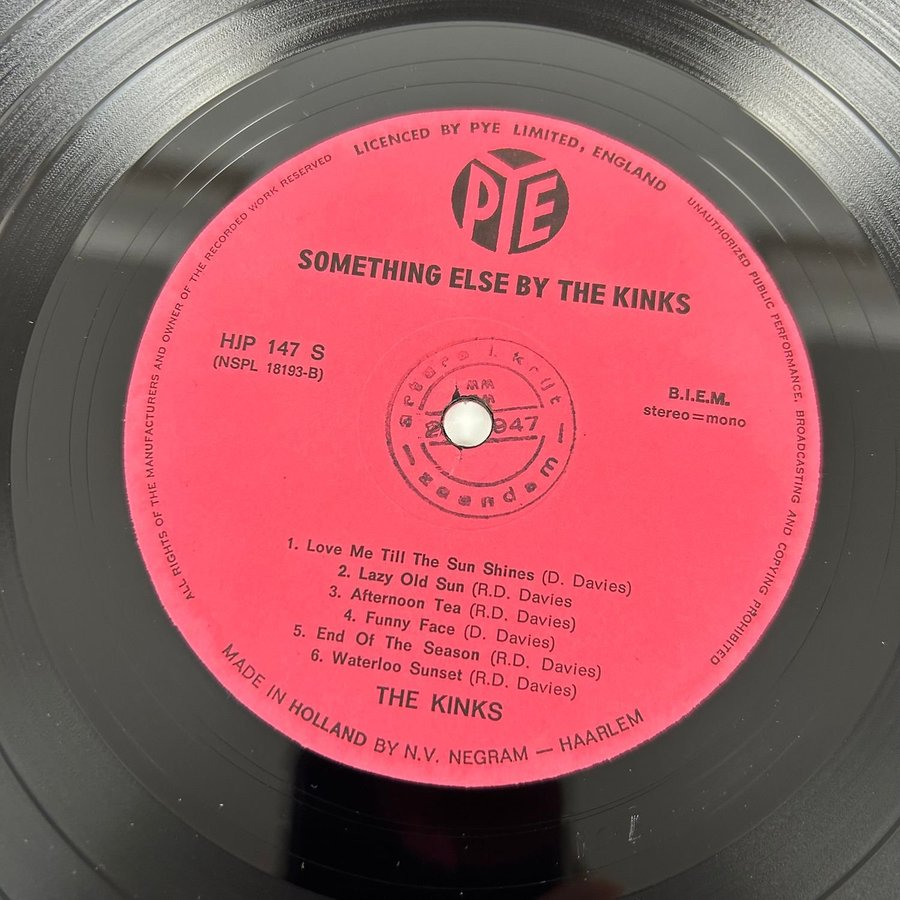 LICENCED BY PYE LIMITED, ENGLAND
UNAUTHORIZED PUBLIC PERFORMANCE, BROADCASTING AND COPYING PROHIBITED
ALL RIGHTS OF THE MANUFACTURERS AND OWNER OF THE RECORDED WORK RESERVED
PYE
SOMETHING ELSE BY THE KINKS
HJP 147 S
(NSPL 18193-B)
B.I.E.M.
stereo=mono
947
zaandam
1. Love Me Till The Sun Shines (D. Davies)
2. Lazy Old Sun (R.D. Davies
3. Afternoon Tea (R.D. Davies)
4. Funny Face (D. Davies)
5. End Of The Season (R.D. Davies)
6. Waterloo Sunset (R.D. Davies)
THE KINKS
MADE IN HOLLAND BY N.V. NEGRAM — HAARLEM